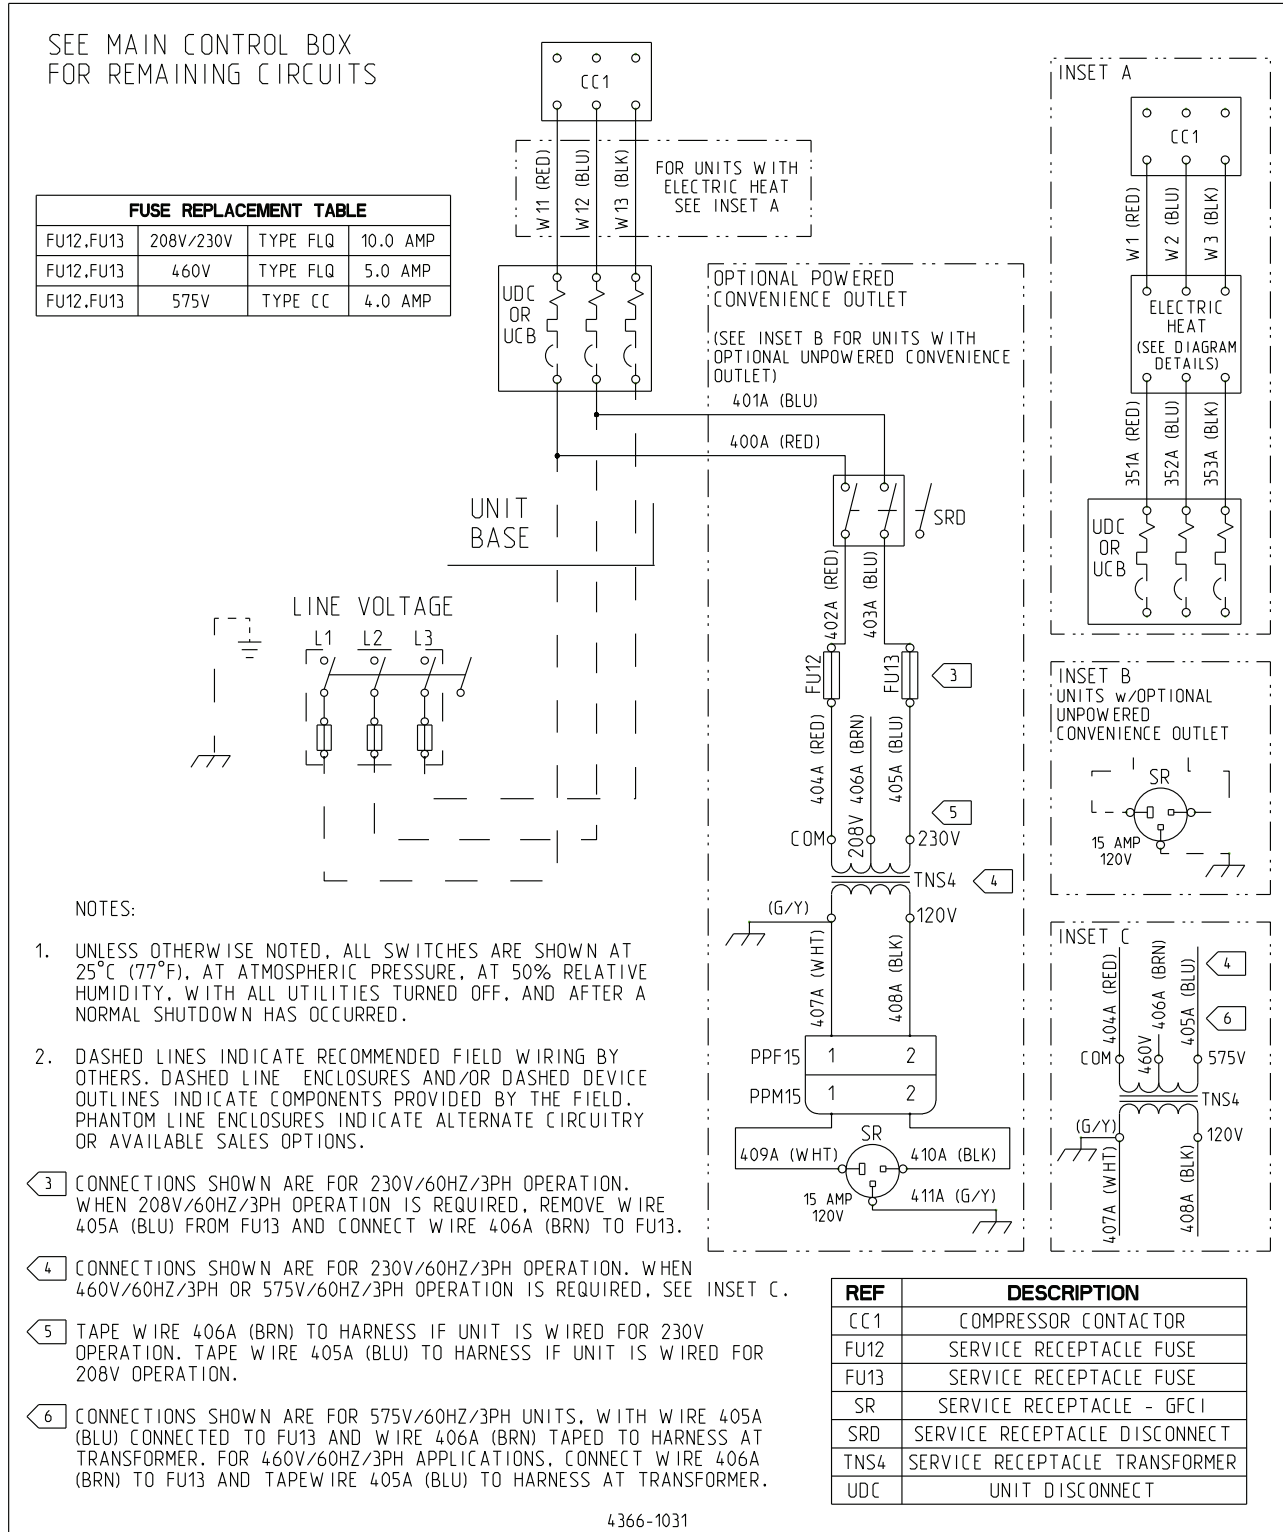 SEE MAIN CONTROL BOX
FOR REMAINING CIRCUITS
CC1
W11 (RED)
W12 (BLU)
W13 (BLK)
FOR UNITS WITH
ELECTRIC HEAT
SEE INSET A
FUSE REPLACEMENT TABLE
FU12,FU13 208V/230V TYPE FLQ 10.0 AMP
FU12,FU13 460V TYPE FLQ 5.0 AMP
FU12,FU13 575V TYPE CC 4.0 AMP
UDC
OR
UCB
OPTIONAL POWERED
CONVENIENCE OUTLET
(SEE INSET B FOR UNITS WITH
OPTIONAL UNPOWERED CONVENIENCE
OUTLET)
401A (BLU)
400A (RED)
SRD
UNIT
BASE
LINE VOLTAGE
L1 L2 L3
402A (RED)
403A (BLU)
FU12
FU13
3
404A (RED)
208V 406A (BRN)
405A (BLU)
5
COM
230V
TNS4
4
(G/Y)
120V
407A (WHT)
408A (BLK)
PPF15 1 2
PPM15 1 2
SR
409A (WHT)
410A (BLK)
15 AMP
120V
411A (G/Y)
INSET A
CC1
W1 (RED)
W2 (BLU)
W3 (BLK)
ELECTRIC
HEAT
(SEE DIAGRAM
DETAILS)
351A (RED)
352A (BLU)
353A (BLK)
UDC
OR
UCB
INSET B
UNITS w/OPTIONAL
UNPOWERED
CONVENIENCE OUTLET
SR
15 AMP
120V
INSET C
404A (RED)
460V 406A (BRN)
405A (BLU)
4
6
COM
575V
TNS4
(G/Y)
120V
407A (WHT)
408A (BLK)
NOTES:
1. UNLESS OTHERWISE NOTED, ALL SWITCHES ARE SHOWN AT
25°C (77°F), AT ATMOSPHERIC PRESSURE, AT 50% RELATIVE
HUMIDITY, WITH ALL UTILITIES TURNED OFF, AND AFTER A
NORMAL SHUTDOWN HAS OCCURRED.
2. DASHED LINES INDICATE RECOMMENDED FIELD WIRING BY
OTHERS. DASHED LINE ENCLOSURES AND/OR DASHED DEVICE
OUTLINES INDICATE COMPONENTS PROVIDED BY THE FIELD.
PHANTOM LINE ENCLOSURES INDICATE ALTERNATE CIRCUITRY
OR AVAILABLE SALES OPTIONS.
3 CONNECTIONS SHOWN ARE FOR 230V/60HZ/3PH OPERATION.
WHEN 208V/60HZ/3PH OPERATION IS REQUIRED, REMOVE WIRE
405A (BLU) FROM FU13 AND CONNECT WIRE 406A (BRN) TO FU13.
4 CONNECTIONS SHOWN ARE FOR 230V/60HZ/3PH OPERATION. WHEN
460V/60HZ/3PH OR 575V/60HZ/3PH OPERATION IS REQUIRED, SEE INSET C.
5 TAPE WIRE 406A (BRN) TO HARNESS IF UNIT IS WIRED FOR 230V
OPERATION. TAPE WIRE 405A (BLU) TO HARNESS IF UNIT IS WIRED FOR
208V OPERATION.
6 CONNECTIONS SHOWN ARE FOR 575V/60HZ/3PH UNITS, WITH WIRE 405A
(BLU) CONNECTED TO FU13 AND WIRE 406A (BRN) TAPED TO HARNESS AT
TRANSFORMER. FOR 460V/60HZ/3PH APPLICATIONS, CONNECT WIRE 406A
(BRN) TO FU13 AND TAPEWIRE 405A (BLU) TO HARNESS AT TRANSFORMER.
REF DESCRIPTION
CC1 COMPRESSOR CONTACTOR
FU12 SERVICE RECEPTACLE FUSE
FU13 SERVICE RECEPTACLE FUSE
SR SERVICE RECEPTACLE - GFCI
SRD SERVICE RECEPTACLE DISCONNECT
TNS4 SERVICE RECEPTACLE TRANSFORMER
UDC UNIT DISCONNECT
4366-1031